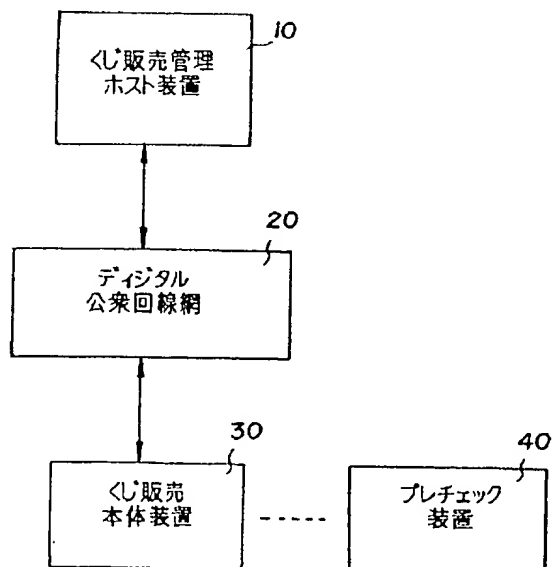 10
くじ販売管理
ホスト装置
20
ディジタル
公衆回線網
30
くじ販売
本体装置
40
プレチェック
装置